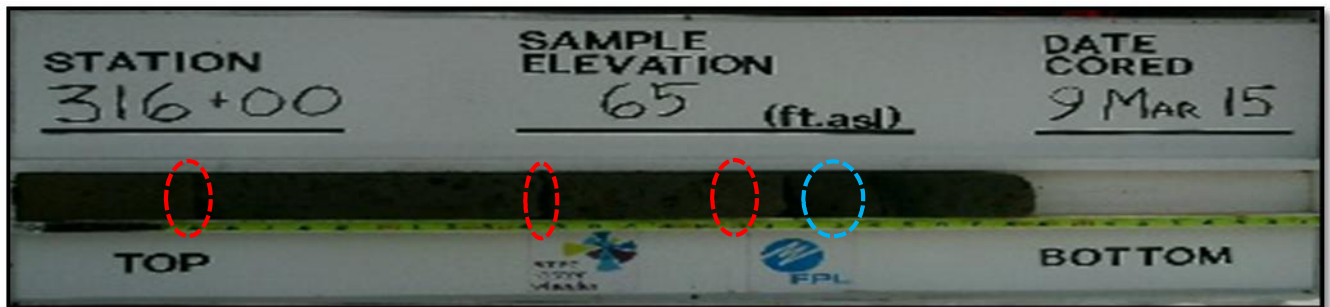 STATION
316+00
SAMPLE
ELEVATION
65 (ft.asl)
DATE
CORED
9 MAR 15
TOP
FPL
BOTTOM